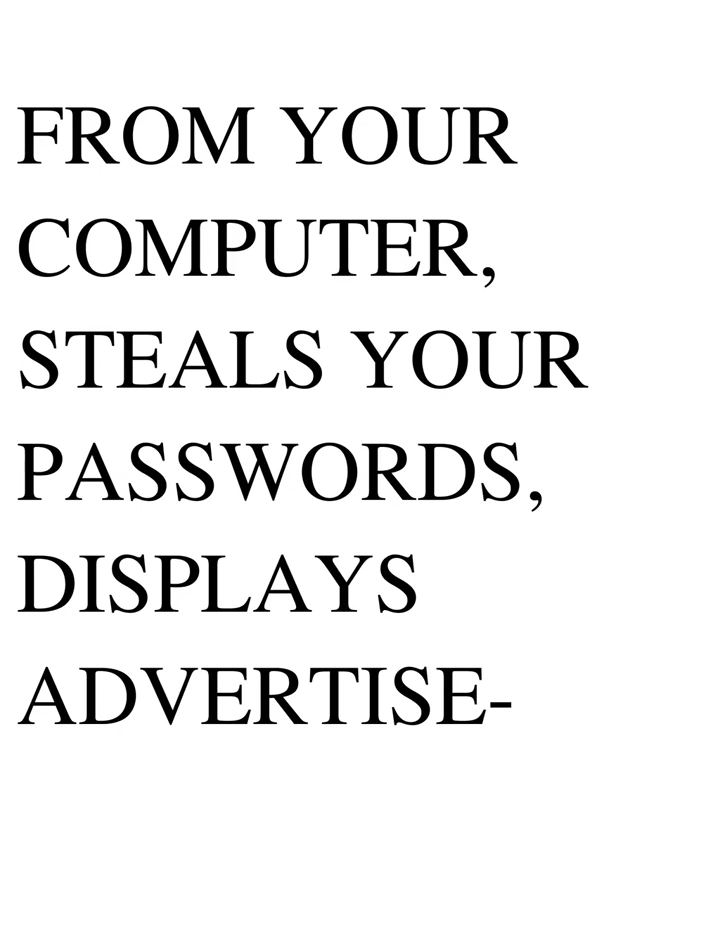 FROM YOUR
COMPUTER,
STEALS YOUR
PASSWORDS,
DISPLAYS
ADVERTISE-